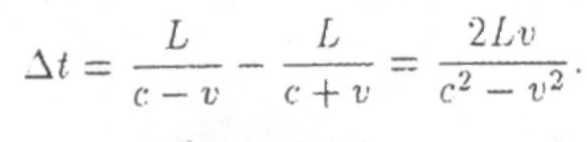 Δt = L/(c − v) − L/(c + v) = 2Lv/(c² − v²).